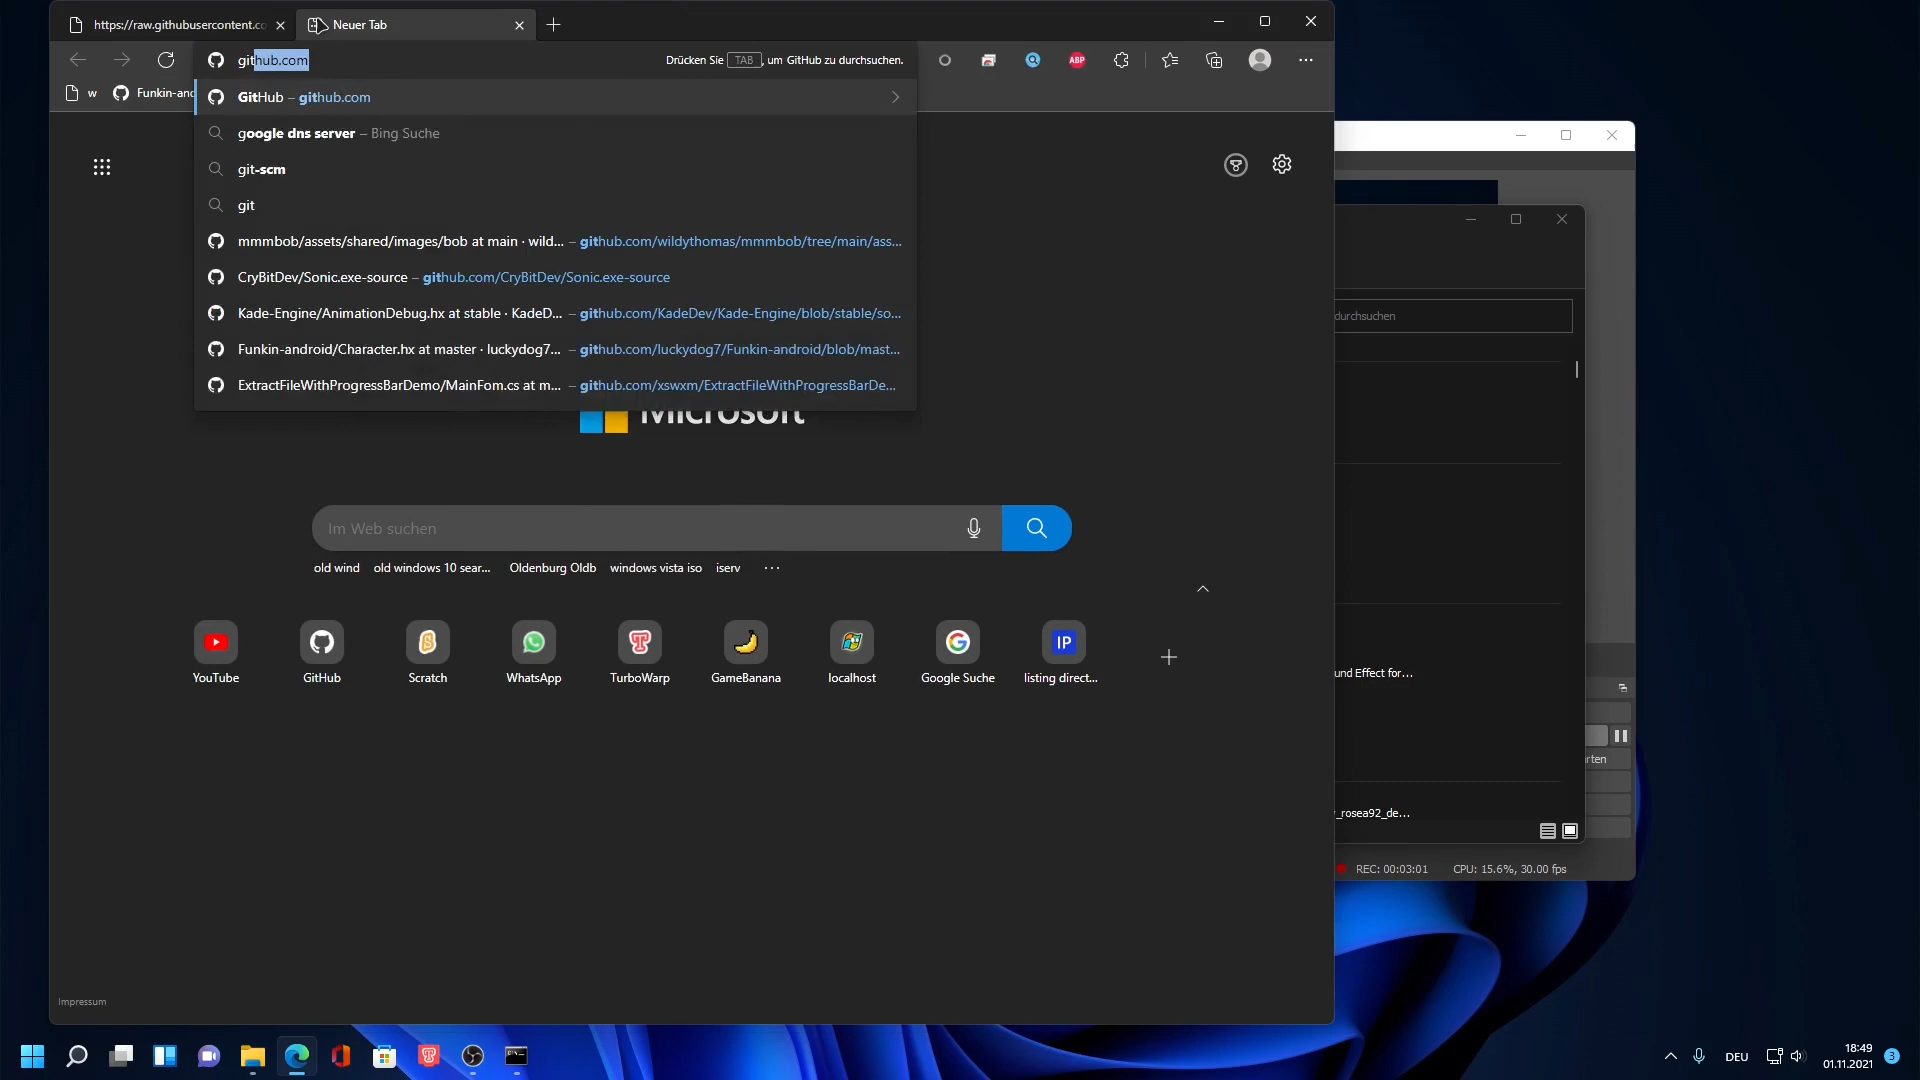 https://raw.githubusercontent.co
Neuer Tab
github.com
Drücken Sie TAB, um GitHub zu durchsuchen.
ABP
w
Funkin-and
GitHub – github.com
google dns server – Bing Suche
git-scm
git
mmmbob/assets/shared/images/bob at main · wild... – github.com/wildythomas/mmmbob/tree/main/ass...
CryBitDev/Sonic.exe-source – github.com/CryBitDev/Sonic.exe-source
Kade-Engine/AnimationDebug.hx at stable · KadeD... – github.com/KadeDev/Kade-Engine/blob/stable/so...
Funkin-android/Character.hx at master · luckydog7... – github.com/luckydog7/Funkin-android/blob/mast...
ExtractFileWithProgressBarDemo/MainFom.cs at m... – github.com/xswxm/ExtractFileWithProgressBarDe...
Microsoft
durchsuchen
Im Web suchen
old wind
old windows 10 sear...
Oldenburg Oldb
windows vista iso
iserv
YouTube
GitHub
Scratch
WhatsApp
TurboWarp
GameBanana
localhost
Google Suche
IP
listing direct...
und Effect for...
rten
_rosea92_de...
REC: 00:03:01
CPU: 15.6%, 30.00 fps
Impressum
DEU
18:49
01.11.2021
3